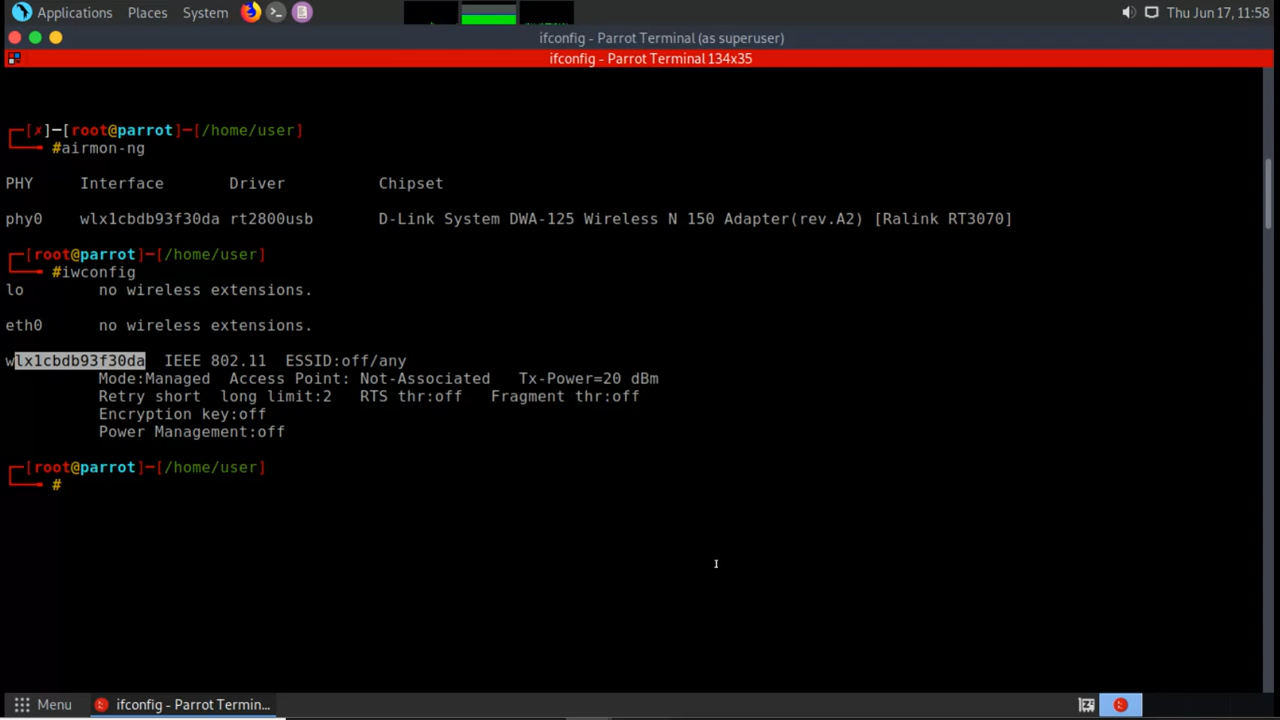 Applications Places System Thu Jun 17, 11:58
ifconfig - Parrot Terminal (as superuser)
ifconfig - Parrot Terminal 134x35
┌─[✗]─[root@parrot]─[/home/user]
└──╼ #airmon-ng
PHY Interface Driver Chipset
phy0 wlx1cbdb93f30da rt2800usb D-Link System DWA-125 Wireless N 150 Adapter(rev.A2) [Ralink RT3070]
┌─[root@parrot]─[/home/user]
└──╼ #iwconfig
lo no wireless extensions.
eth0 no wireless extensions.
wlx1cbdb93f30da IEEE 802.11 ESSID:off/any
Mode:Managed Access Point: Not-Associated Tx-Power=20 dBm
Retry short long limit:2 RTS thr:off Fragment thr:off
Encryption key:off
Power Management:off
┌─[root@parrot]─[/home/user]
└──╼ #
Menu ifconfig - Parrot Termin...